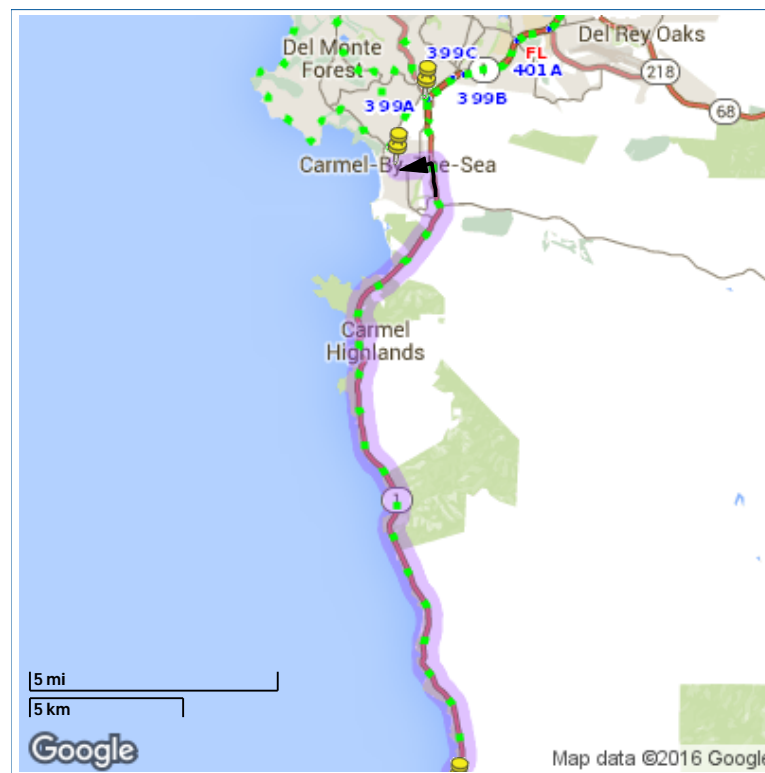 Del Monte
Forest
Del Rey Oaks
399C
FL
401A
218
399A
399B
68
Carmel-By-The-Sea
Carmel
Highlands
1
5 mi
5 km
Google
Map data ©2016 Google